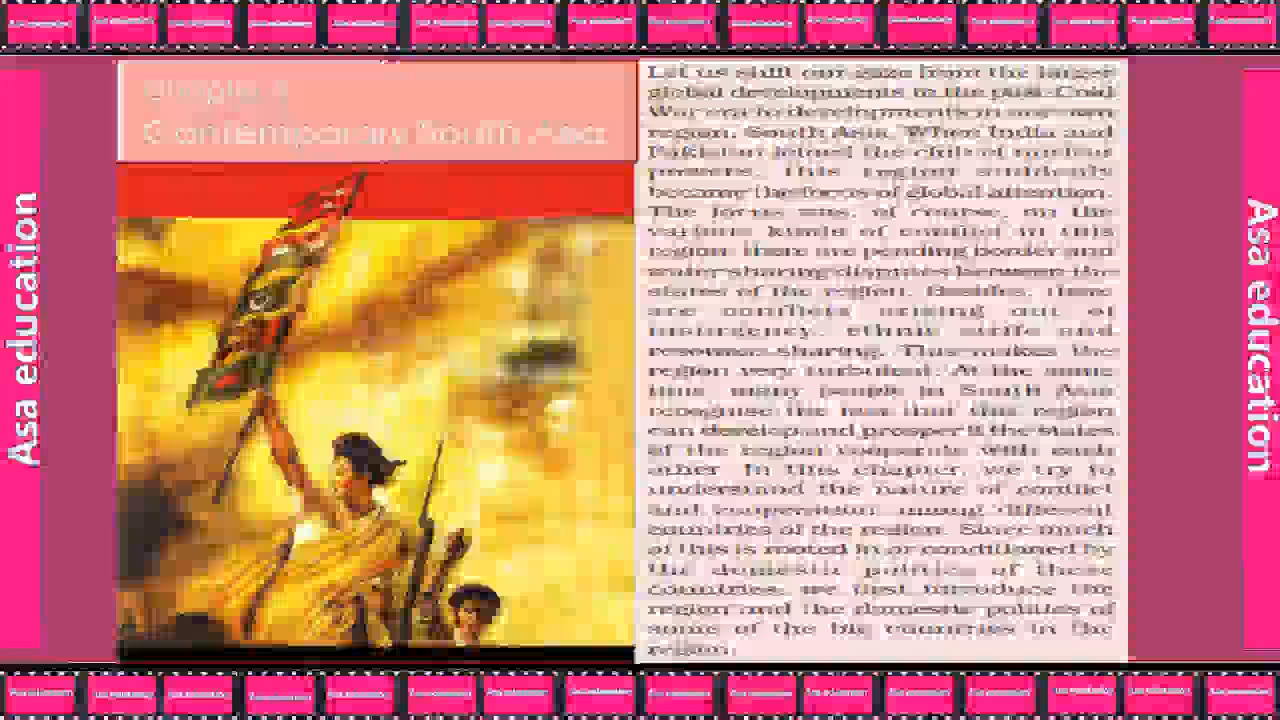 Asa education
Contemporary South Asia
Let us shift our gaze from the larger
global developments in the post-Cold
War era to developments in our own
region, South Asia. When India and
Pakistan joined the club of nuclear
powers, this region suddenly
became the focus of global attention.
The focus was, of course, on the
various kinds of conflict in this
region: there are pending border and
water sharing disputes between the
states of the region. Besides, there
are conflicts arising out of
insurgency, ethnic strife and
resource sharing. This makes the
region very turbulent. At the same
time, many people in South Asia
recognise the fact that this region
can develop and prosper if the states
of the region cooperate with each
other. In this chapter, we try to
understand the nature of conflict
and cooperation among different
countries of the region. Since much
of this is rooted in or conditioned by
the domestic politics of these
countries, we first introduce the
region and the domestic politics of
some of the big countries in the
region.
Asa education